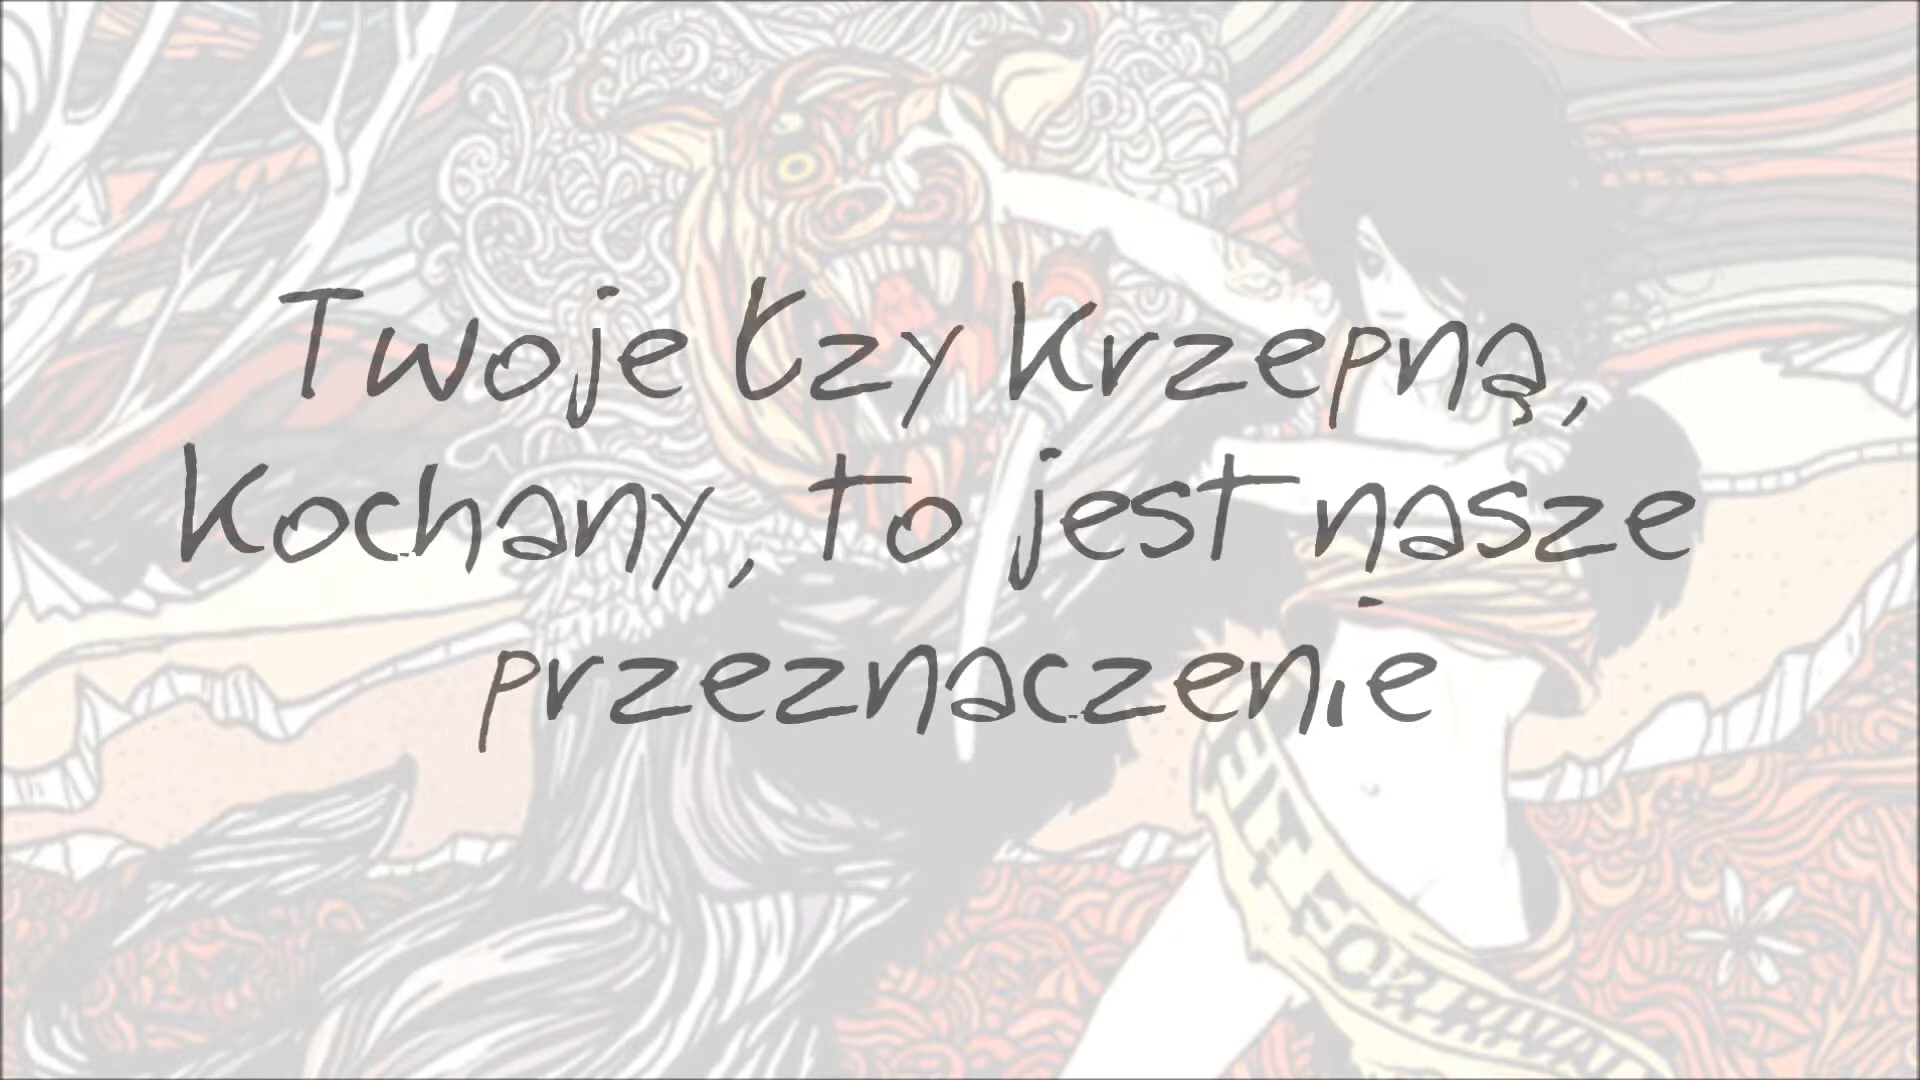 Twoje łzy krzepną,
Kochany, to jest nasze
przeznaczenie